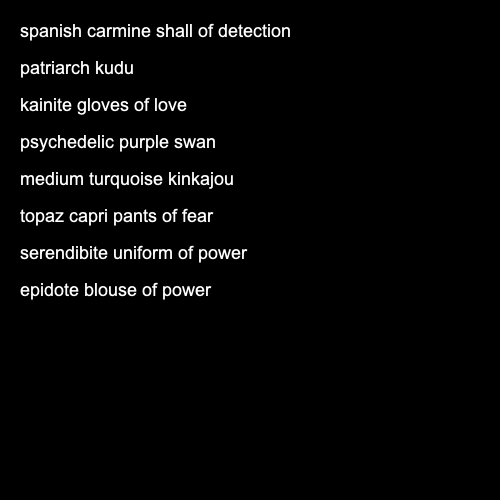 spanish carmine shall of detection
patriarch kudu
kainite gloves of love
psychedelic purple swan
medium turquoise kinkajou
topaz capri pants of fear
serendibite uniform of power
epidote blouse of power